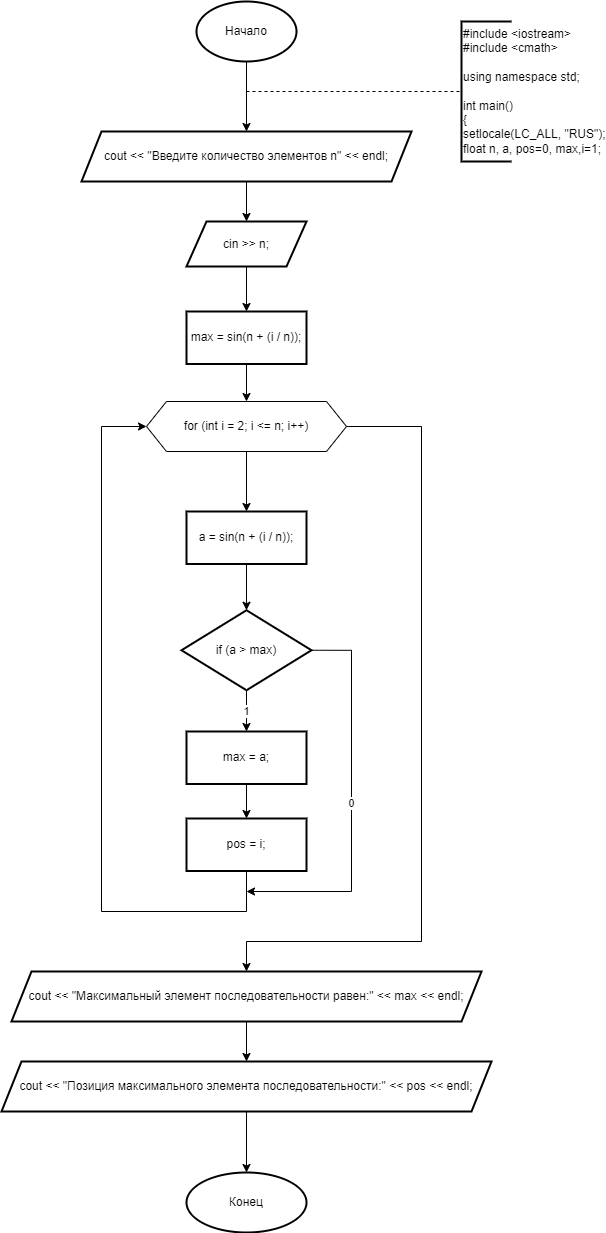 Начало
#include <iostream>
#include <cmath>
using namespace std;
int main()
{
setlocale(LC_ALL, "RUS");
float n, a, pos=0, max,i=1;
cout << "Введите количество элементов n" << endl;
cin >> n;
max = sin(n + (i / n));
for (int i = 2; i <= n; i++)
a = sin(n + (i / n));
if (a > max)
1
max = a;
0
pos = i;
cout << "Максимальный элемент последовательности равен:" << max << endl;
cout << "Позиция максимального элемента последовательности:" << pos << endl;
Конец